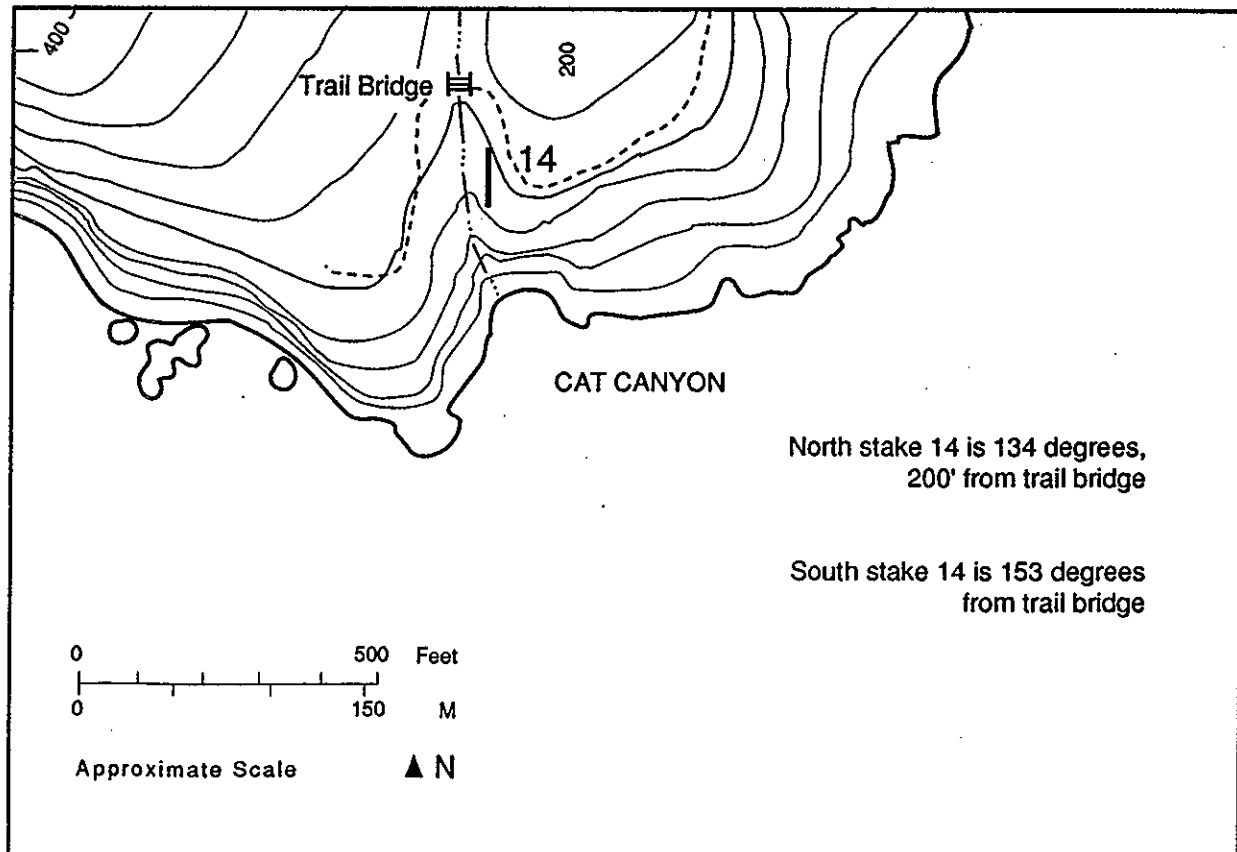 400
200
Trail Bridge
14
CAT CANYON
North stake 14 is 134 degrees,
200' from trail bridge
South stake 14 is 153 degrees
from trail bridge
0 500 Feet
0 150 M
Approximate Scale
N